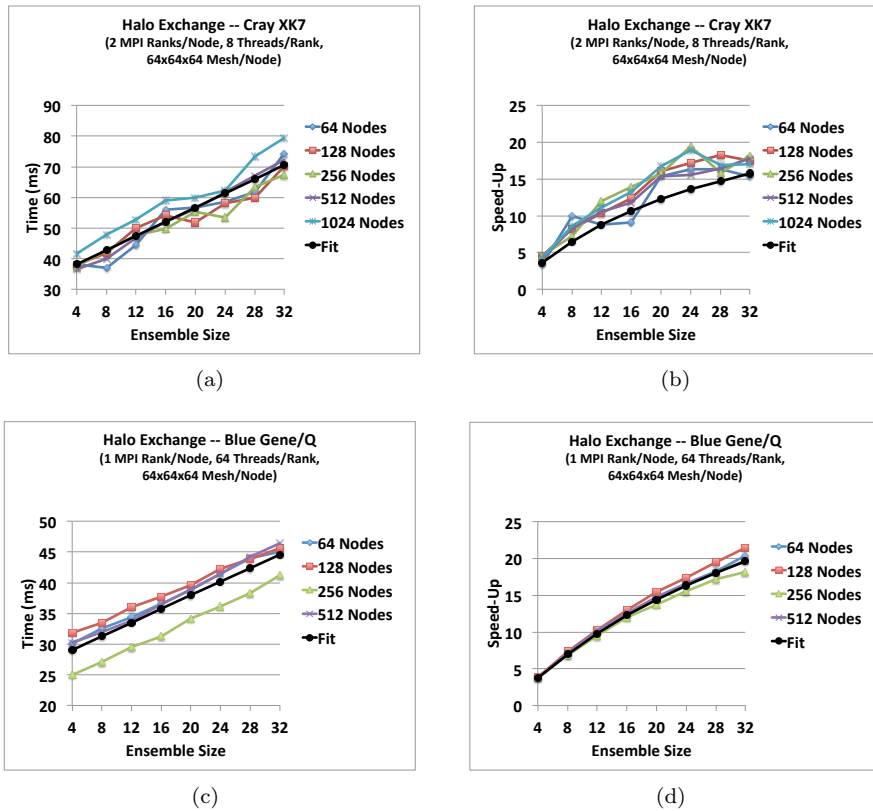 Halo Exchange -- Cray XK7
(2 MPI Ranks/Node, 8 Threads/Rank,
64x64x64 Mesh/Node)
Time (ms)
90
80
70
60
50
40
30
4 8 12 16 20 24 28 32
Ensemble Size
64 Nodes
128 Nodes
256 Nodes
512 Nodes
1024 Nodes
Fit
(a)
Halo Exchange -- Cray XK7
(2 MPI Ranks/Node, 8 Threads/Rank,
64x64x64 Mesh/Node)
Speed-Up
25
20
15
10
5
0
4 8 12 16 20 24 28 32
Ensemble Size
64 Nodes
128 Nodes
256 Nodes
512 Nodes
1024 Nodes
Fit
(b)
Halo Exchange -- Blue Gene/Q
(1 MPI Rank/Node, 64 Threads/Rank,
64x64x64 Mesh/Node)
Time (ms)
50
45
40
35
30
25
20
4 8 12 16 20 24 28 32
Ensemble Size
64 Nodes
128 Nodes
256 Nodes
512 Nodes
Fit
(c)
Halo Exchange -- Blue Gene/Q
(1 MPI Rank/Node, 64 Threads/Rank,
64x64x64 Mesh/Node)
Speed-Up
25
20
15
10
5
0
4 8 12 16 20 24 28 32
Ensemble Size
64 Nodes
128 Nodes
256 Nodes
512 Nodes
Fit
(d)